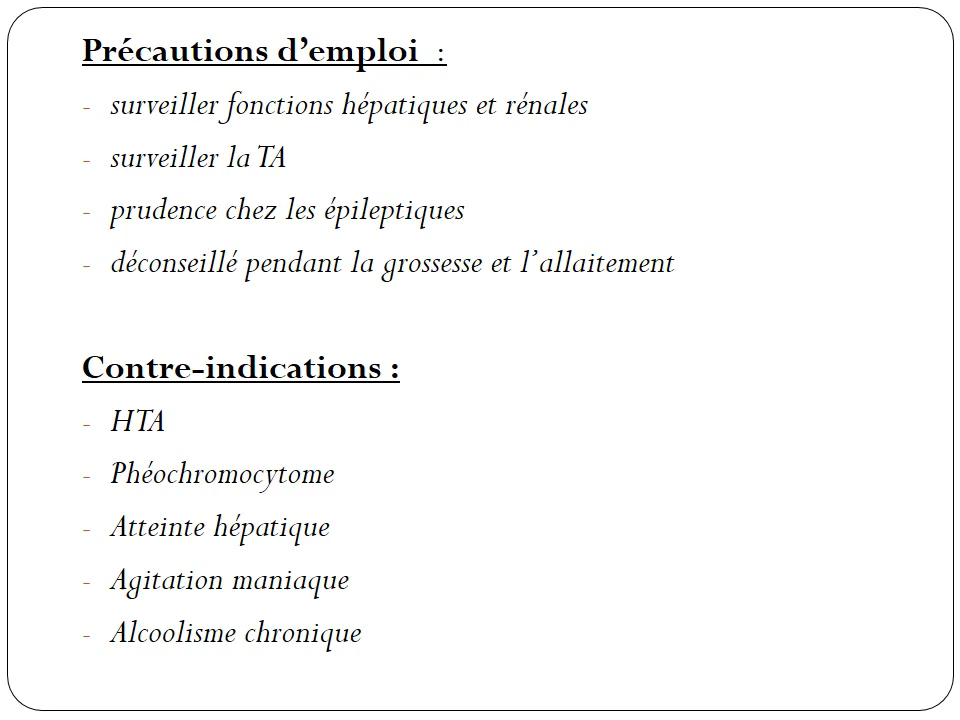 Précautions d’emploi :
- surveiller fonctions hépatiques et rénales
- surveiller la TA
- prudence chez les épileptiques
- déconseillé pendant la grossesse et l’allaitement
Contre-indications :
- HTA
- Phéochromocytome
- Atteinte hépatique
- Agitation maniaque
- Alcoolisme chronique